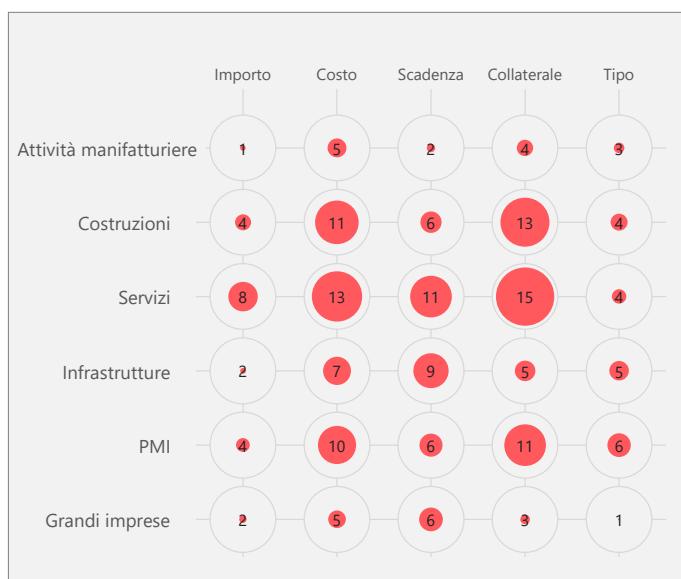 Importo Costo Scadenza Collaterale Tipo
Attività manifatturiere 1 5 2 4 3
Costruzioni 4 11 6 13 4
Servizi 8 13 11 15 4
Infrastrutture 2 7 9 5 5
PMI 4 10 6 11 6
Grandi imprese 2 5 6 3 1